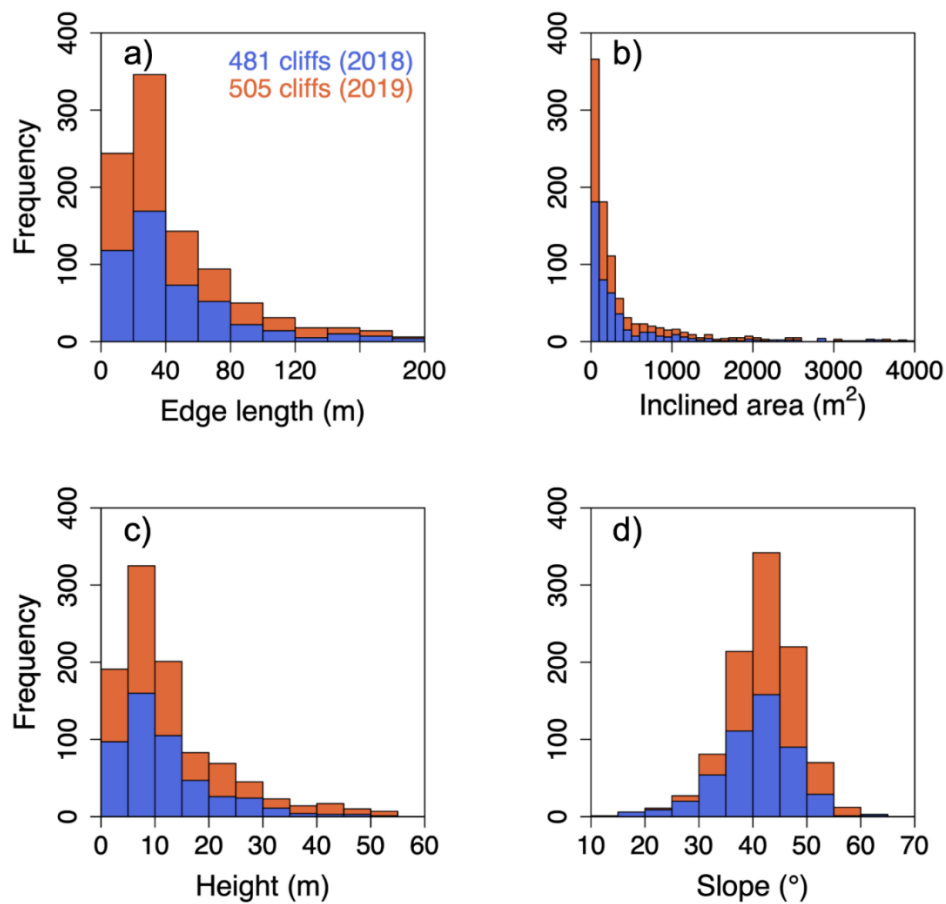 a)
481 cliffs (2018)
505 cliffs (2019)
Frequency
0 100 200 300 400
0 40 80 120 200
Edge length (m)
b)
0 100 200 300 400
0 1000 2000 3000 4000
Inclined area (m²)
c)
Frequency
0 100 200 300 400
0 10 20 30 40 50 60
Height (m)
d)
0 100 200 300 400
10 20 30 40 50 60 70
Slope (°)